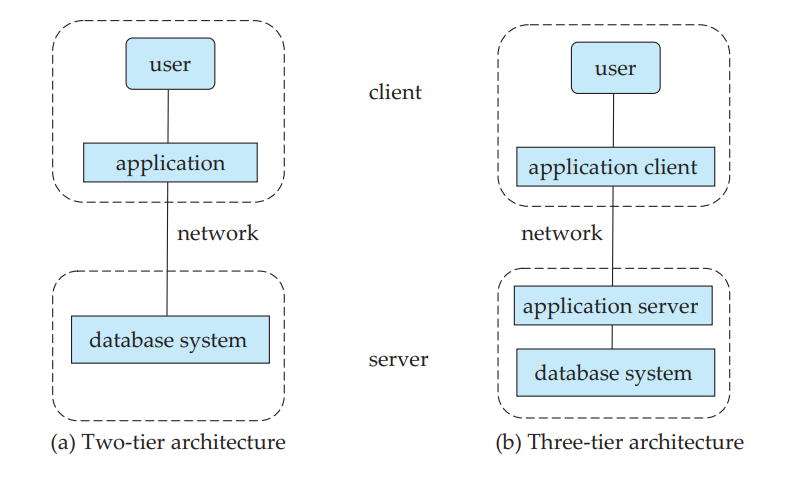 user
application
network
database system
(a) Two-tier architecture
client
server
user
application client
network
application server
database system
(b) Three-tier architecture